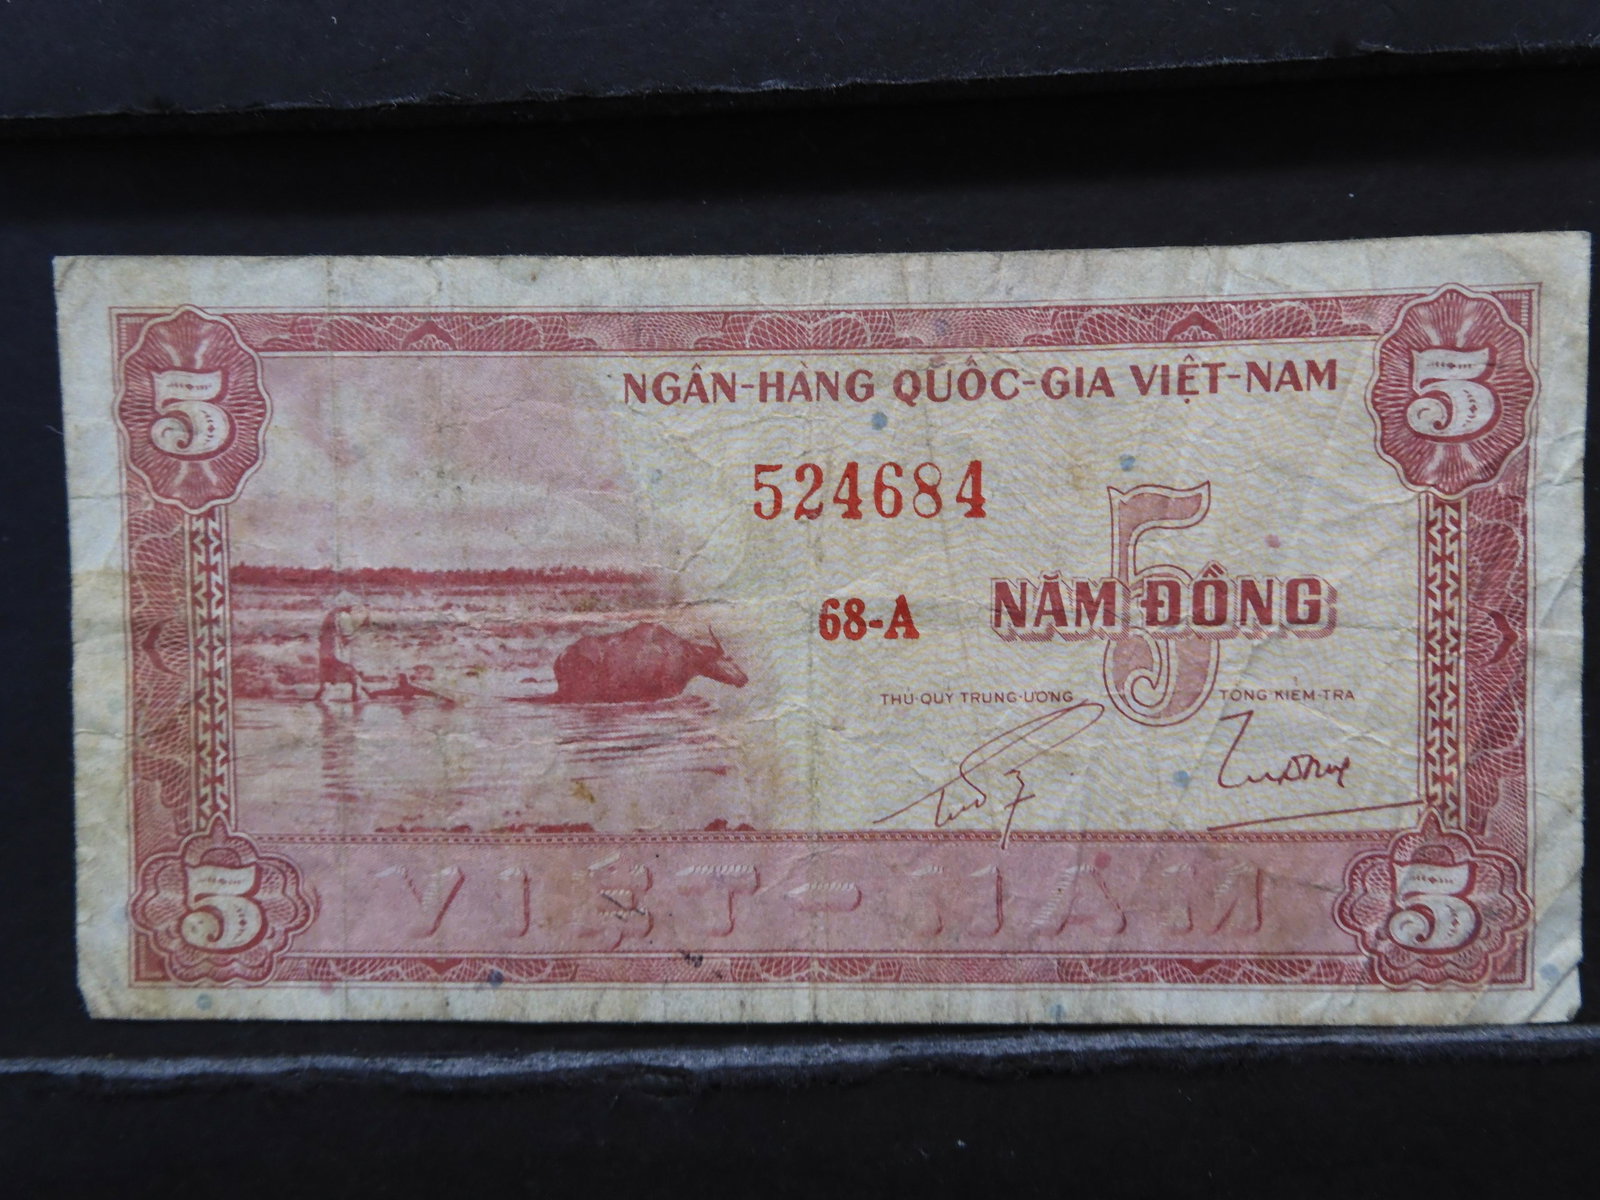 5 5
NGÂN-HÀNG QUỐC-GIA VIỆT-NAM
524684
5
68-A NĂM ĐỒNG
THỦ-QUỸ TRUNG-ƯƠNG TỔNG KIỂM-TRA
VIỆT-NAM
5 5